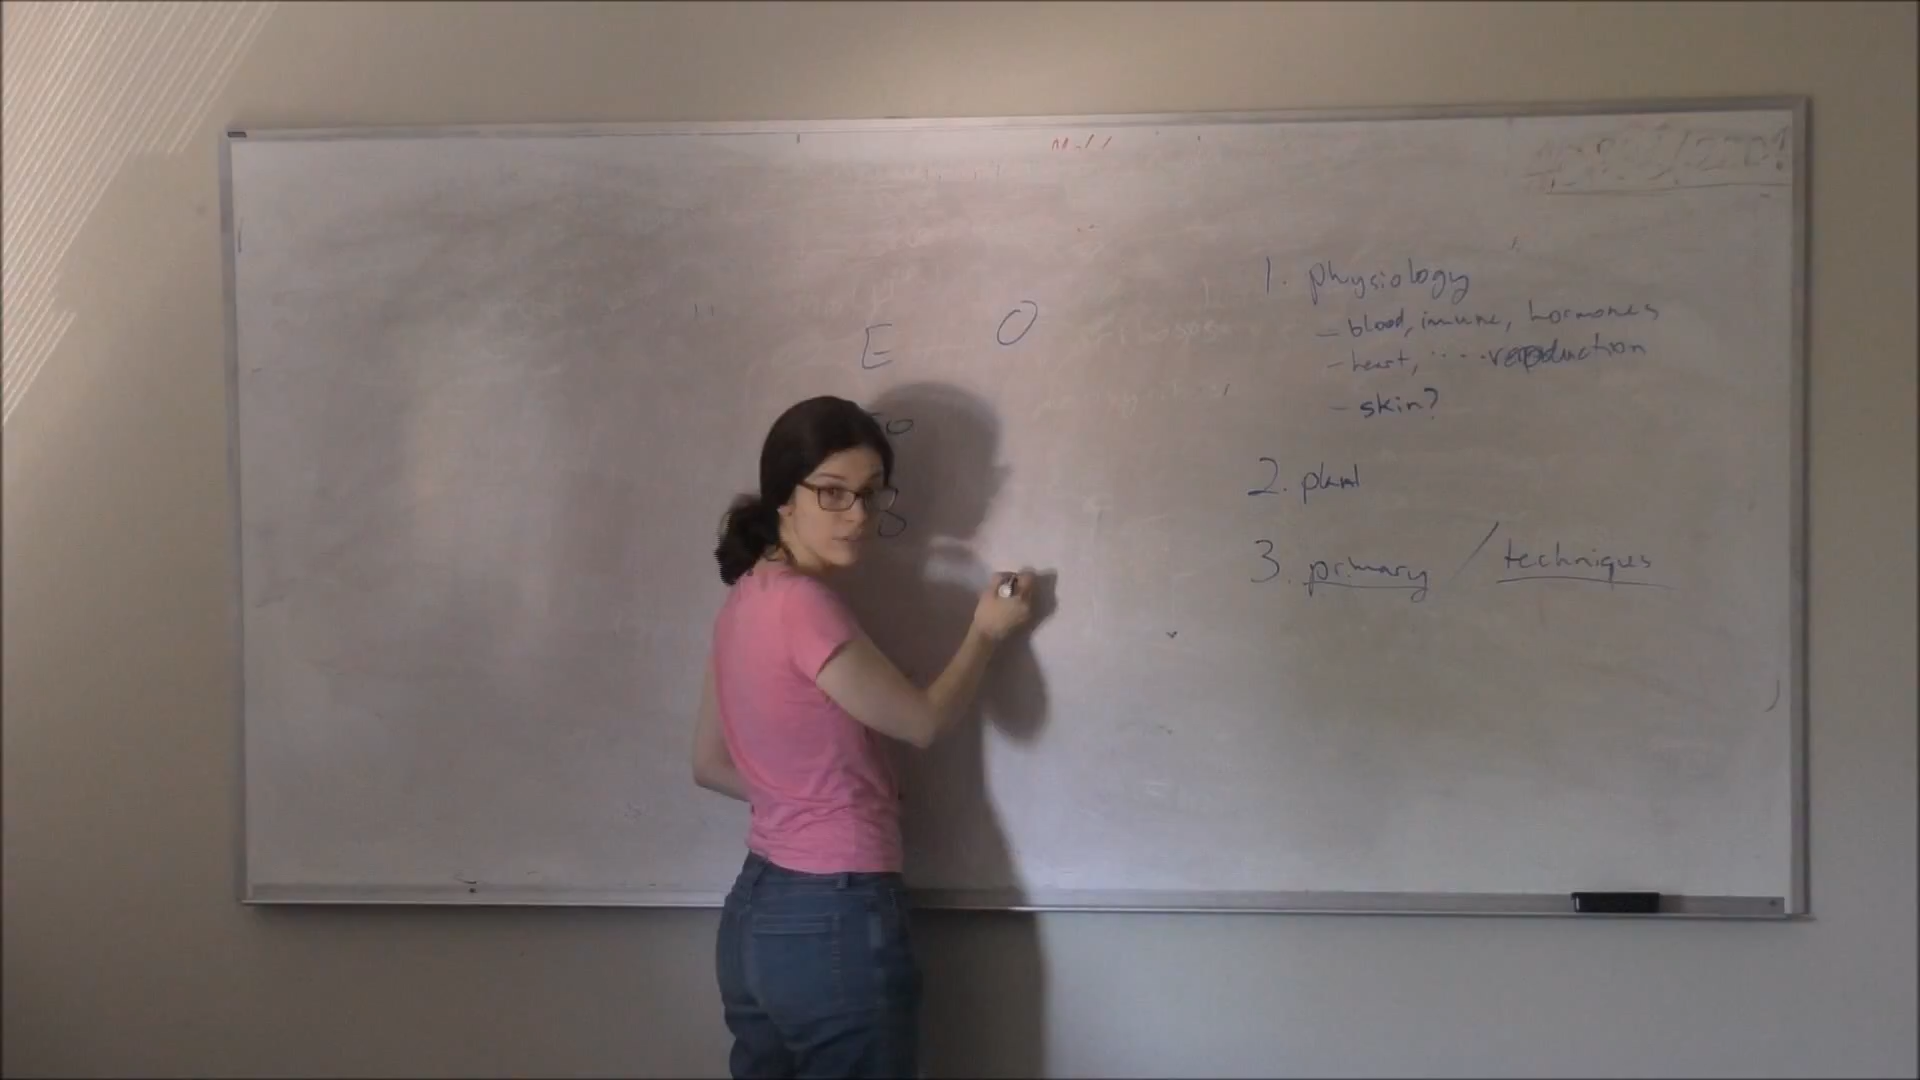 E O
1. physiology
- blood, immune, hormones
- heart, .... reproduction
- skin?
2. plant
3. primary / techniques